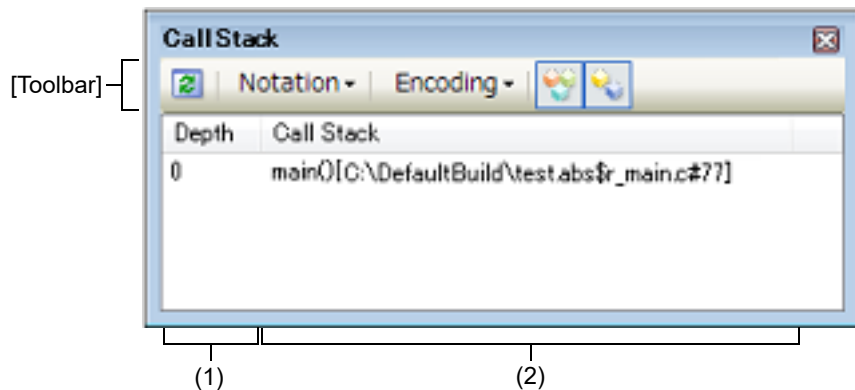 Call Stack
[Toolbar]
Notation
Encoding
Depth
Call Stack
0
main()[C:\DefaultBuild\test.abs$r_main.c#77]
(1)
(2)